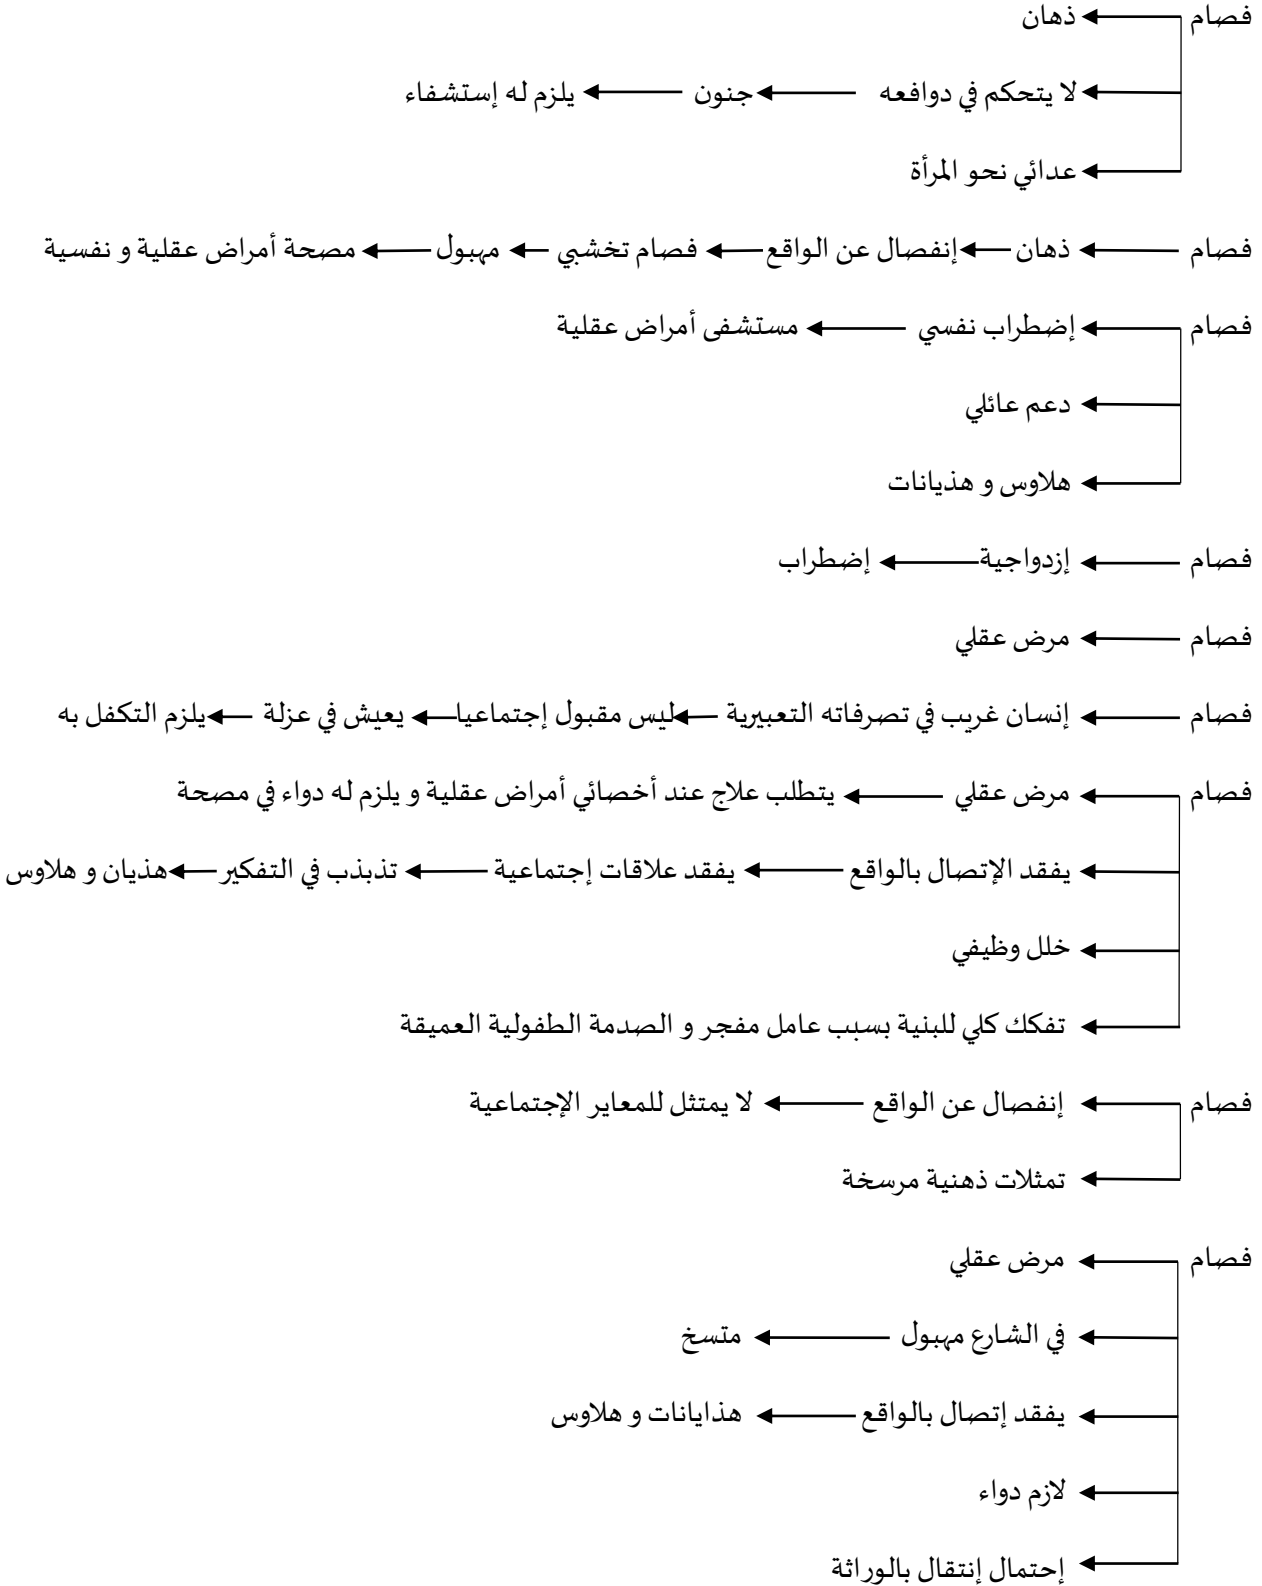 فصام ذهان
لا يتحكم في دوافعه جنون يلزم له إستشفاء
عدائي نحو المرأة
فصام ذهان إنفصال عن الواقع فصام تخشبي مهبول مصحة أمراض عقلية و نفسية
فصام إضطراب نفسي مستشفى أمراض عقلية
دعم عائلي
هلاوس و هذيانات
فصام إزدواجية إضطراب
فصام مرض عقلي
فصام إنسان غريب في تصرفاته التعبيرية ليس مقبول إجتماعيا يعيش في عزلة يلزم التكفل به
فصام مرض عقلي يتطلب علاج عند أخصائي أمراض عقلية و يلزم له دواء في مصحة
يفقد الإتصال بالواقع يفقد علاقات إجتماعية تذبذب في التفكير هذيان و هلاوس
خلل وظيفي
تفكك كلي للبنية بسبب عامل مفجر و الصدمة الطفولية العميقة
فصام إنفصال عن الواقع لا يمتثل للمعاير الإجتماعية
تمثلات ذهنية مرسخة
فصام مرض عقلي
في الشارع مهبول متسخ
يفقد إتصال بالواقع هذايانات و هلاوس
لازم دواء
إحتمال إنتقال بالوراثة